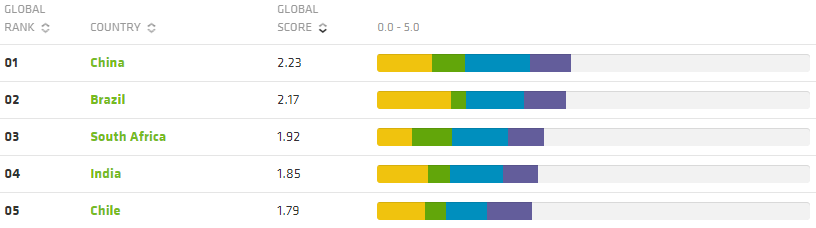 GLOBAL RANK COUNTRY GLOBAL SCORE 0.0 - 5.0
01 China 2.23
02 Brazil 2.17
03 South Africa 1.92
04 India 1.85
05 Chile 1.79